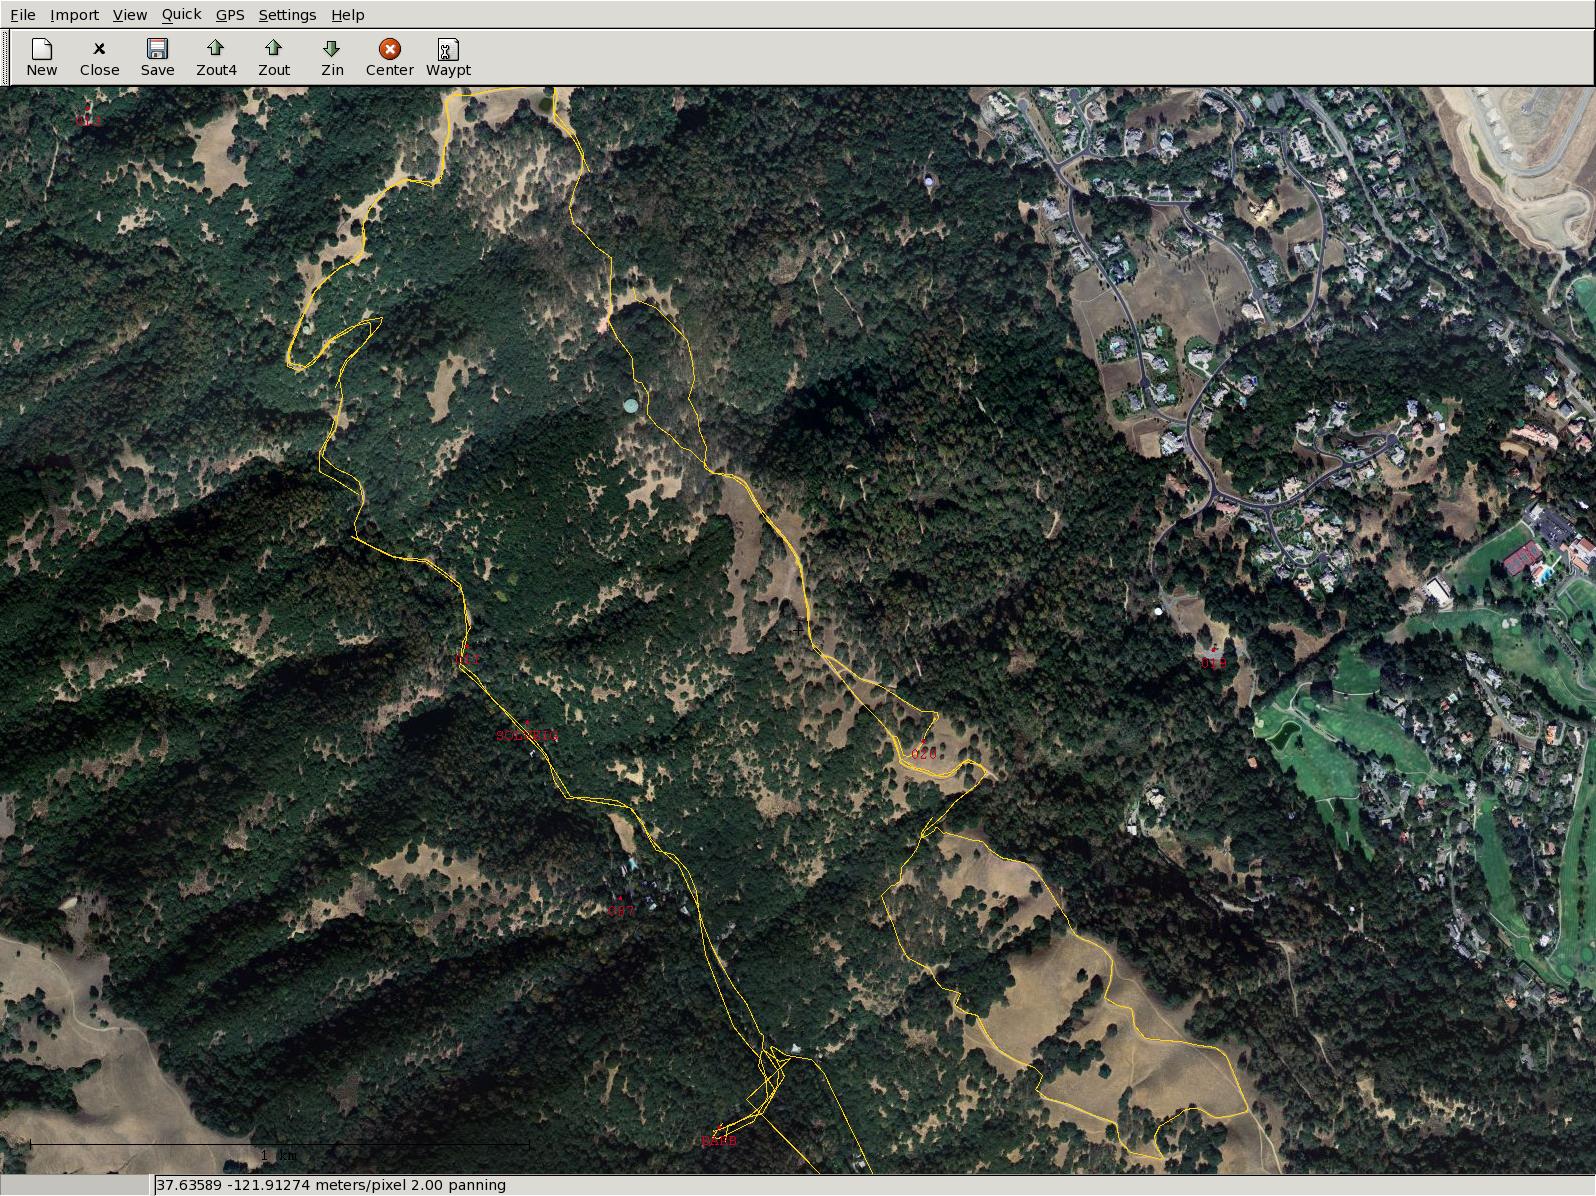 File Import View Quick GPS Settings Help
New Close Save Zout4 Zout Zin Center Waypt
019
020
007
1 km
37.63589 -121.91274 meters/pixel 2.00 panning